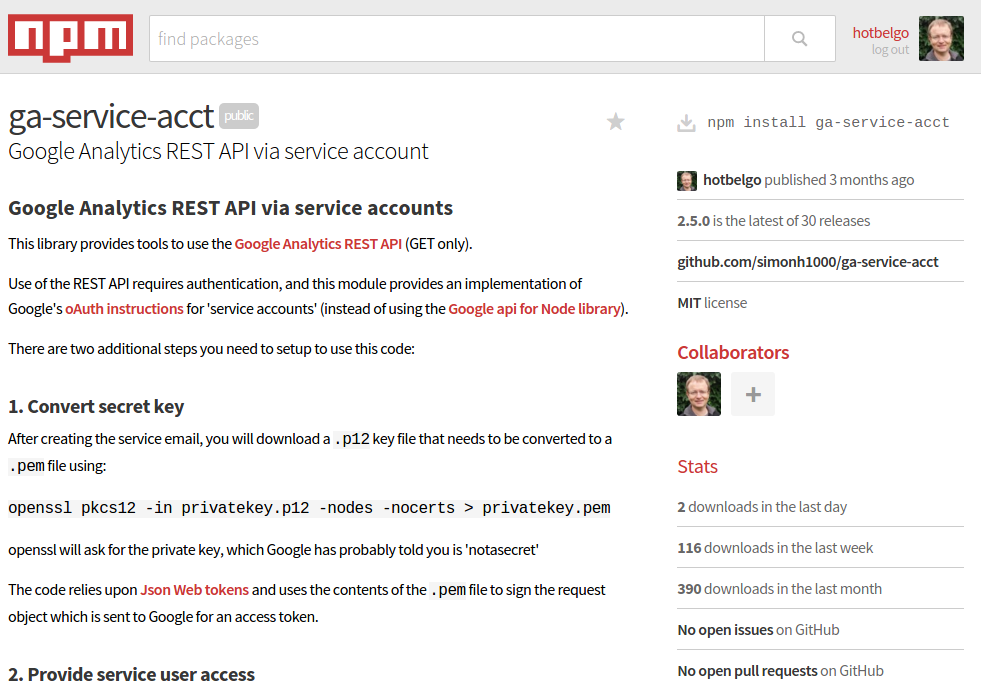 npm
find packages
hotbelgo
log out
ga-service-acct public
Google Analytics REST API via service account
Google Analytics REST API via service accounts
This library provides tools to use the Google Analytics REST API (GET only).
Use of the REST API requires authentication, and this module provides an implementation of
Google's oAuth instructions for 'service accounts' (instead of using the Google api for Node library).
There are two additional steps you need to setup to use this code:
1. Convert secret key
After creating the service email, you will download a .p12 key file that needs to be converted to a
.pem file using:
openssl pkcs12 -in privatekey.p12 -nodes -nocerts > privatekey.pem
openssl will ask for the private key, which Google has probably told you is 'notasecret'
The code relies upon Json Web tokens and uses the contents of the .pem file to sign the request
object which is sent to Google for an access token.
2. Provide service user access
npm install ga-service-acct
hotbelgo published 3 months ago
2.5.0 is the latest of 30 releases
github.com/simonh1000/ga-service-acct
MIT license
Collaborators
+
Stats
2 downloads in the last day
116 downloads in the last week
390 downloads in the last month
No open issues on GitHub
No open pull requests on GitHub